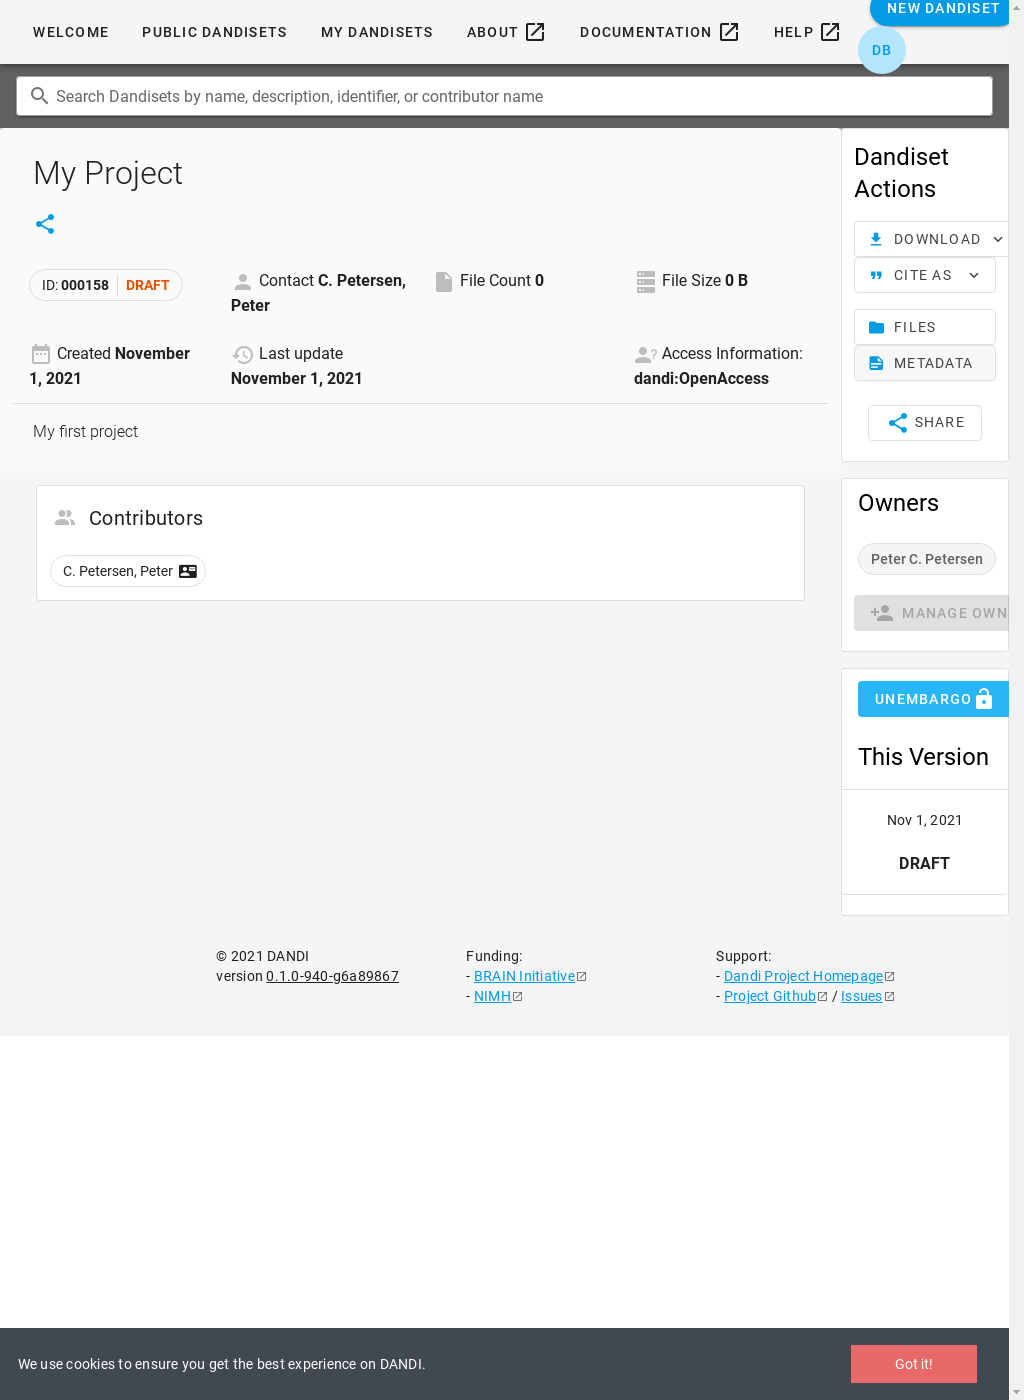 WELCOME
PUBLIC DANDISETS
MY DANDISETS
ABOUT
DOCUMENTATION
HELP
NEW DANDISET
DB
Search Dandisets by name, description, identifier, or contributor name
My Project
ID: 000158 DRAFT
Contact C. Petersen,
Peter
File Count 0
File Size 0 B
Created November
1, 2021
Last update
November 1, 2021
Access Information:
dandi:OpenAccess
My first project
Contributors
C. Petersen, Peter
Dandiset
Actions
DOWNLOAD
CITE AS
FILES
METADATA
SHARE
Owners
Peter C. Petersen
MANAGE OWN
UNEMBARGO
This Version
Nov 1, 2021
DRAFT
© 2021 DANDI
version 0.1.0-940-g6a89867
Funding:
- BRAIN Initiative
- NIMH
Support:
- Dandi Project Homepage
- Project Github / Issues
We use cookies to ensure you get the best experience on DANDI.
Got it!